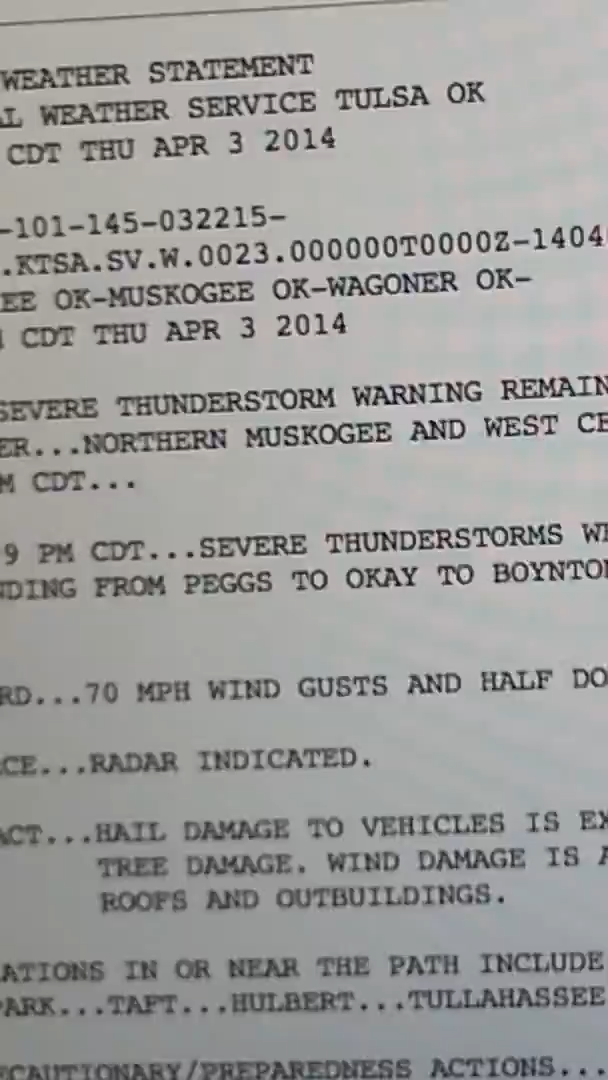 WEATHER STATEMENT
L WEATHER SERVICE TULSA OK
CDT THU APR 3 2014
-101-145-032215-
.KTSA.SV.W.0023.000000T0000Z-1404
EE OK-MUSKOGEE OK-WAGONER OK-
CDT THU APR 3 2014
SEVERE THUNDERSTORM WARNING REMAIN
ER...NORTHERN MUSKOGEE AND WEST CE
M CDT...
9 PM CDT...SEVERE THUNDERSTORMS WE
NDING FROM PEGGS TO OKAY TO BOYNTON
RD...70 MPH WIND GUSTS AND HALF DO
CE...RADAR INDICATED.
ACT...HAIL DAMAGE TO VEHICLES IS EX
TREE DAMAGE. WIND DAMAGE IS A
ROOFS AND OUTBUILDINGS.
ATIONS IN OR NEAR THE PATH INCLUDE
PARK...TAFT...HULBERT...TULLAHASSEE
ECAUTIONARY/PREPAREDNESS ACTIONS...